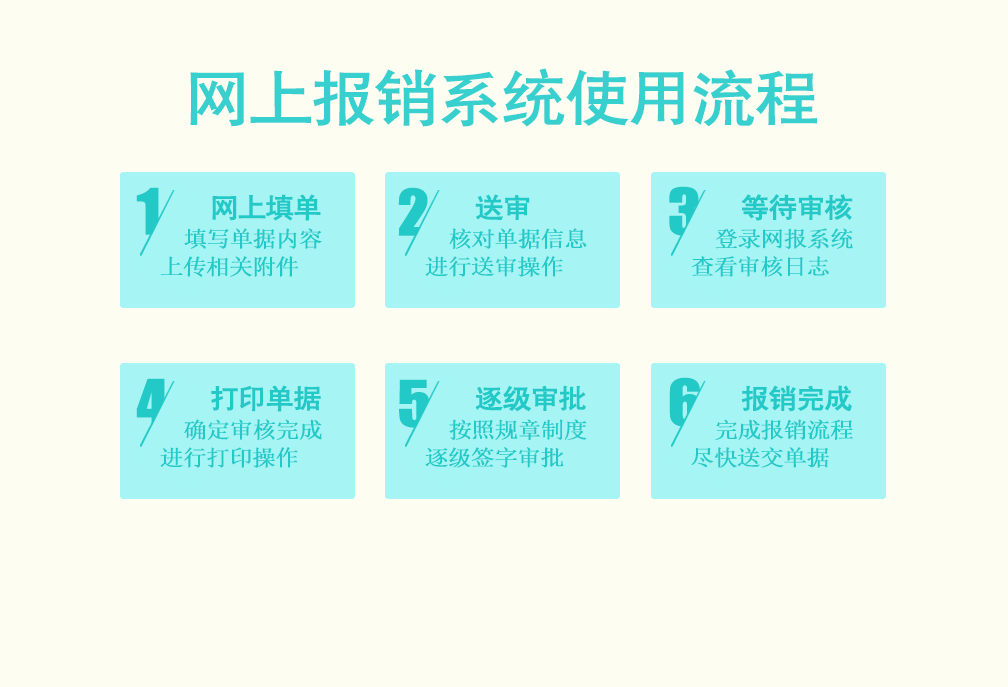 网上报销系统使用流程
1 网上填单
填写单据内容
上传相关附件
2 送审
核对单据信息
进行送审操作
3 等待审核
登录网报系统
查看审核日志
4 打印单据
确定审核完成
进行打印操作
5 逐级审批
按照规章制度
逐级签字审批
6 报销完成
完成报销流程
尽快送交单据